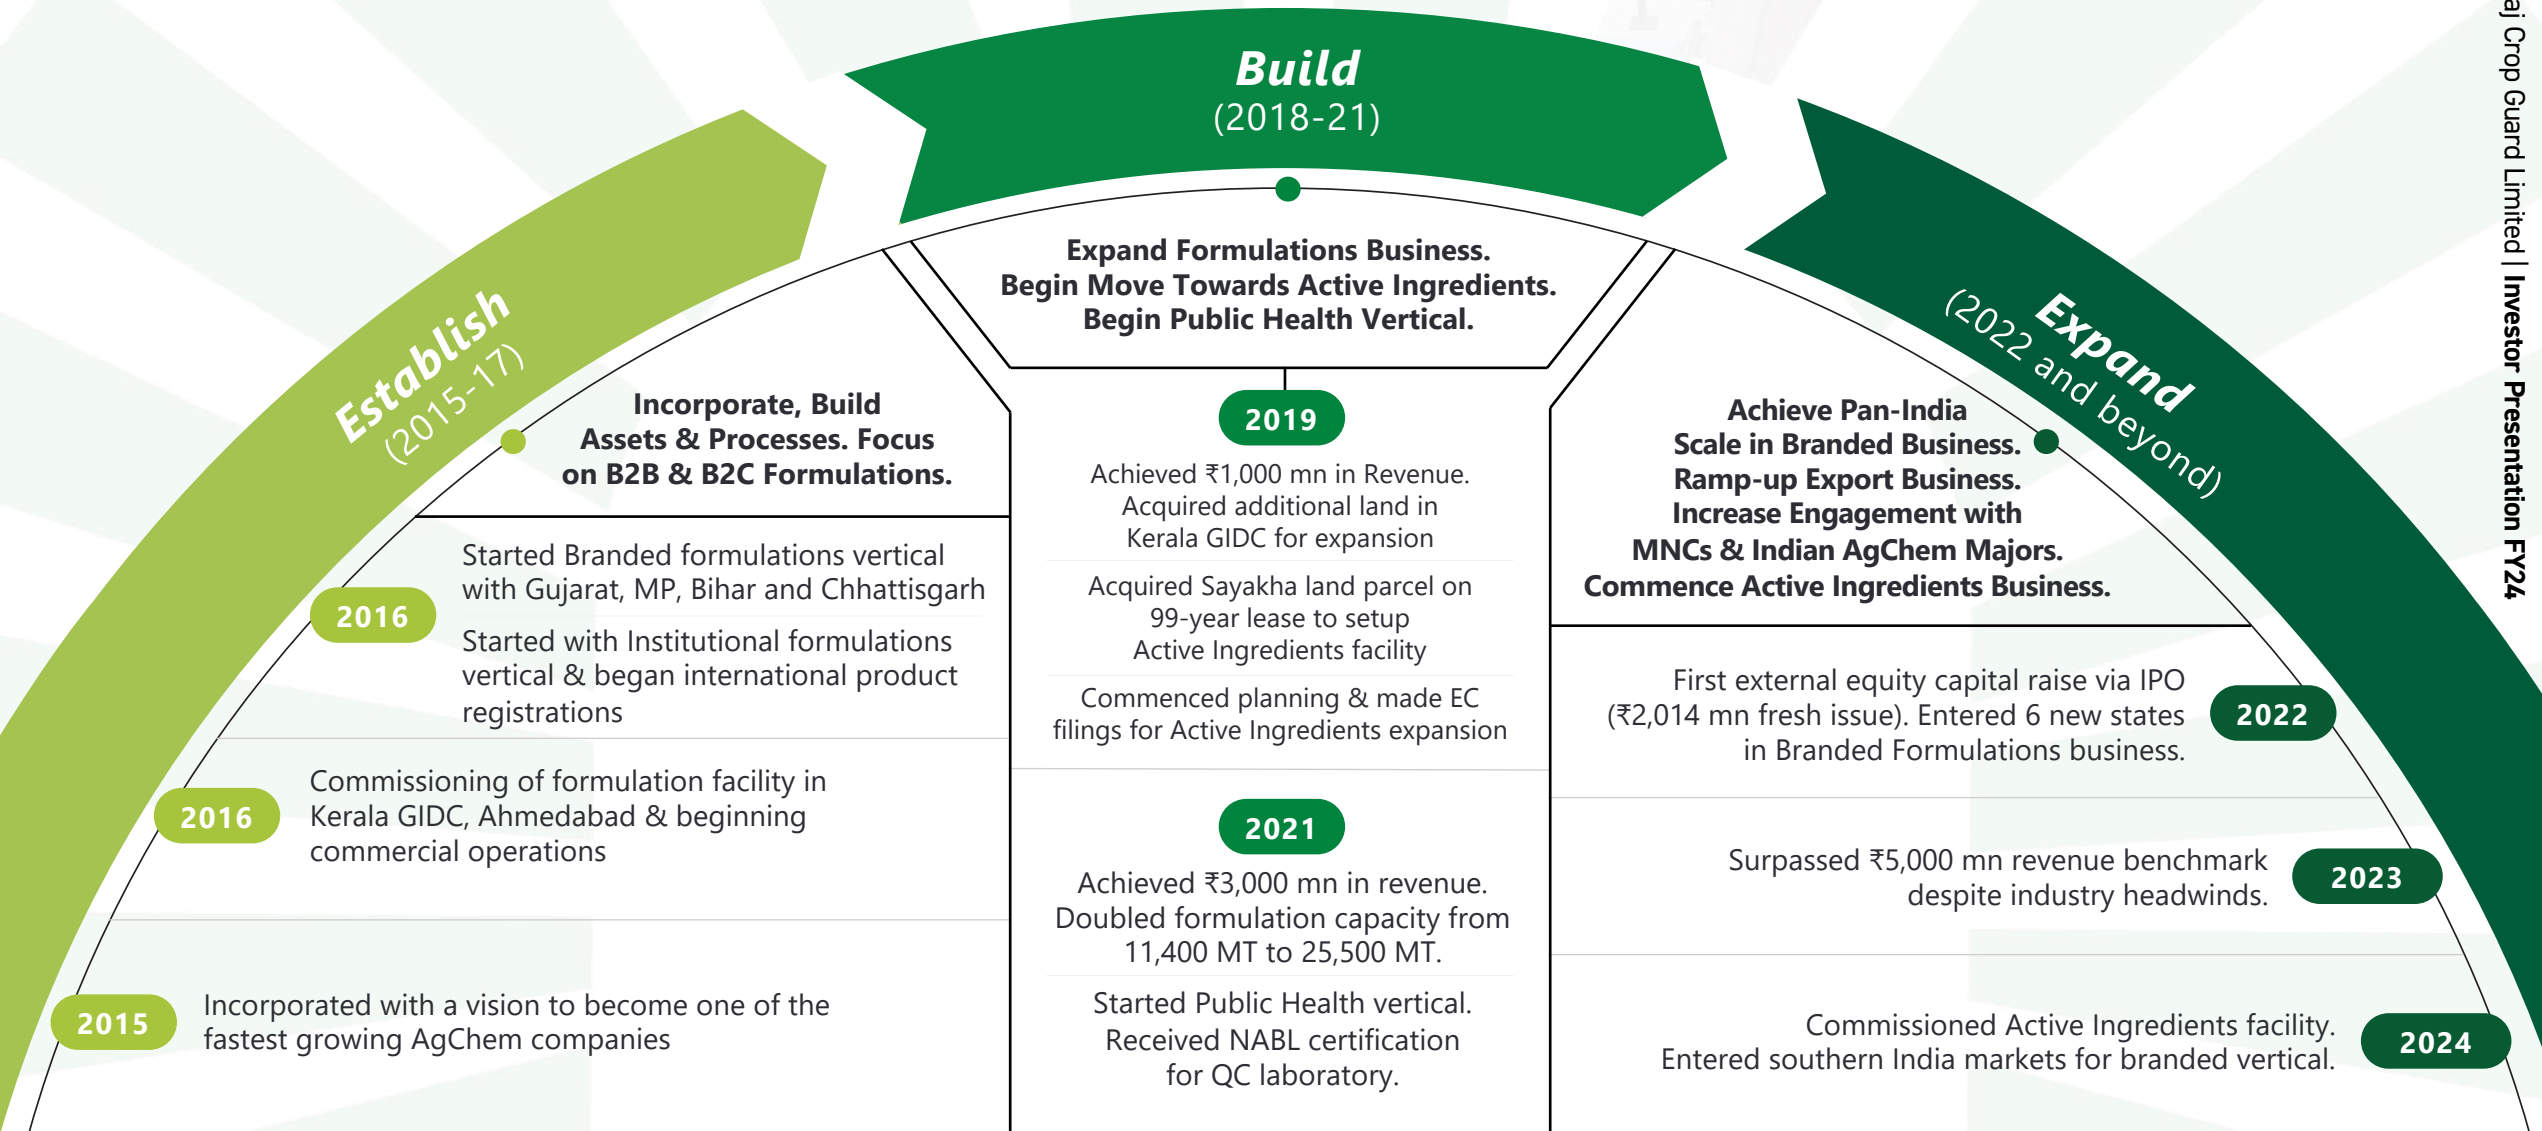 Build
(2018-21)
Establish
(2015-17)
Expand
(2022 and beyond)
Incorporate, Build
Assets & Processes. Focus
on B2B & B2C Formulations.
2016
Started Branded formulations vertical
with Gujarat, MP, Bihar and Chhattisgarh
Started with Institutional formulations
vertical & began international product
registrations
2016
Commissioning of formulation facility in
Kerala GIDC, Ahmedabad & beginning
commercial operations
2015
Incorporated with a vision to become one of the
fastest growing AgChem companies
Expand Formulations Business.
Begin Move Towards Active Ingredients.
Begin Public Health Vertical.
2019
Achieved ₹1,000 mn in Revenue.
Acquired additional land in
Kerala GIDC for expansion
Acquired Sayakha land parcel on
99-year lease to setup
Active Ingredients facility
Commenced planning & made EC
filings for Active Ingredients expansion
2021
Achieved ₹3,000 mn in revenue.
Doubled formulation capacity from
11,400 MT to 25,500 MT.
Started Public Health vertical.
Received NABL certification
for QC laboratory.
Achieve Pan-India
Scale in Branded Business.
Ramp-up Export Business.
Increase Engagement with
MNCs & Indian AgChem Majors.
Commence Active Ingredients Business.
First external equity capital raise via IPO
(₹2,014 mn fresh issue). Entered 6 new states
in Branded Formulations business.
2022
Surpassed ₹5,000 mn revenue benchmark
despite industry headwinds.
2023
Commissioned Active Ingredients facility.
Entered southern India markets for branded vertical.
2024
Crop Guard Limited | Investor Presentation FY24